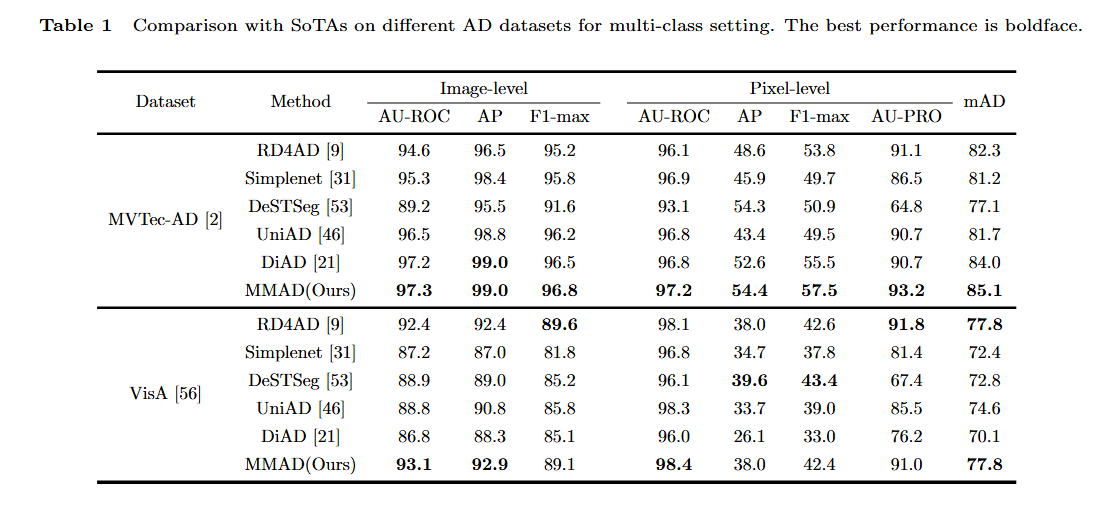 Table 1 Comparison with SoTAs on different AD datasets for multi-class setting. The best performance is boldface.
Dataset Method Image-level Pixel-level mAD
AU-ROC AP F1-max AU-ROC AP F1-max AU-PRO
MVTec-AD [2]
RD4AD [9] 94.6 96.5 95.2 96.1 48.6 53.8 91.1 82.3
Simplenet [31] 95.3 98.4 95.8 96.9 45.9 49.7 86.5 81.2
DeSTSeg [53] 89.2 95.5 91.6 93.1 54.3 50.9 64.8 77.1
UniAD [46] 96.5 98.8 96.2 96.8 43.4 49.5 90.7 81.7
DiAD [21] 97.2 99.0 96.5 96.8 52.6 55.5 90.7 84.0
MMAD(Ours) 97.3 99.0 96.8 97.2 54.4 57.5 93.2 85.1
VisA [56]
RD4AD [9] 92.4 92.4 89.6 98.1 38.0 42.6 91.8 77.8
Simplenet [31] 87.2 87.0 81.8 96.8 34.7 37.8 81.4 72.4
DeSTSeg [53] 88.9 89.0 85.2 96.1 39.6 43.4 67.4 72.8
UniAD [46] 88.8 90.8 85.8 98.3 33.7 39.0 85.5 74.6
DiAD [21] 86.8 88.3 85.1 96.0 26.1 33.0 76.2 70.1
MMAD(Ours) 93.1 92.9 89.1 98.4 38.0 42.4 91.0 77.8